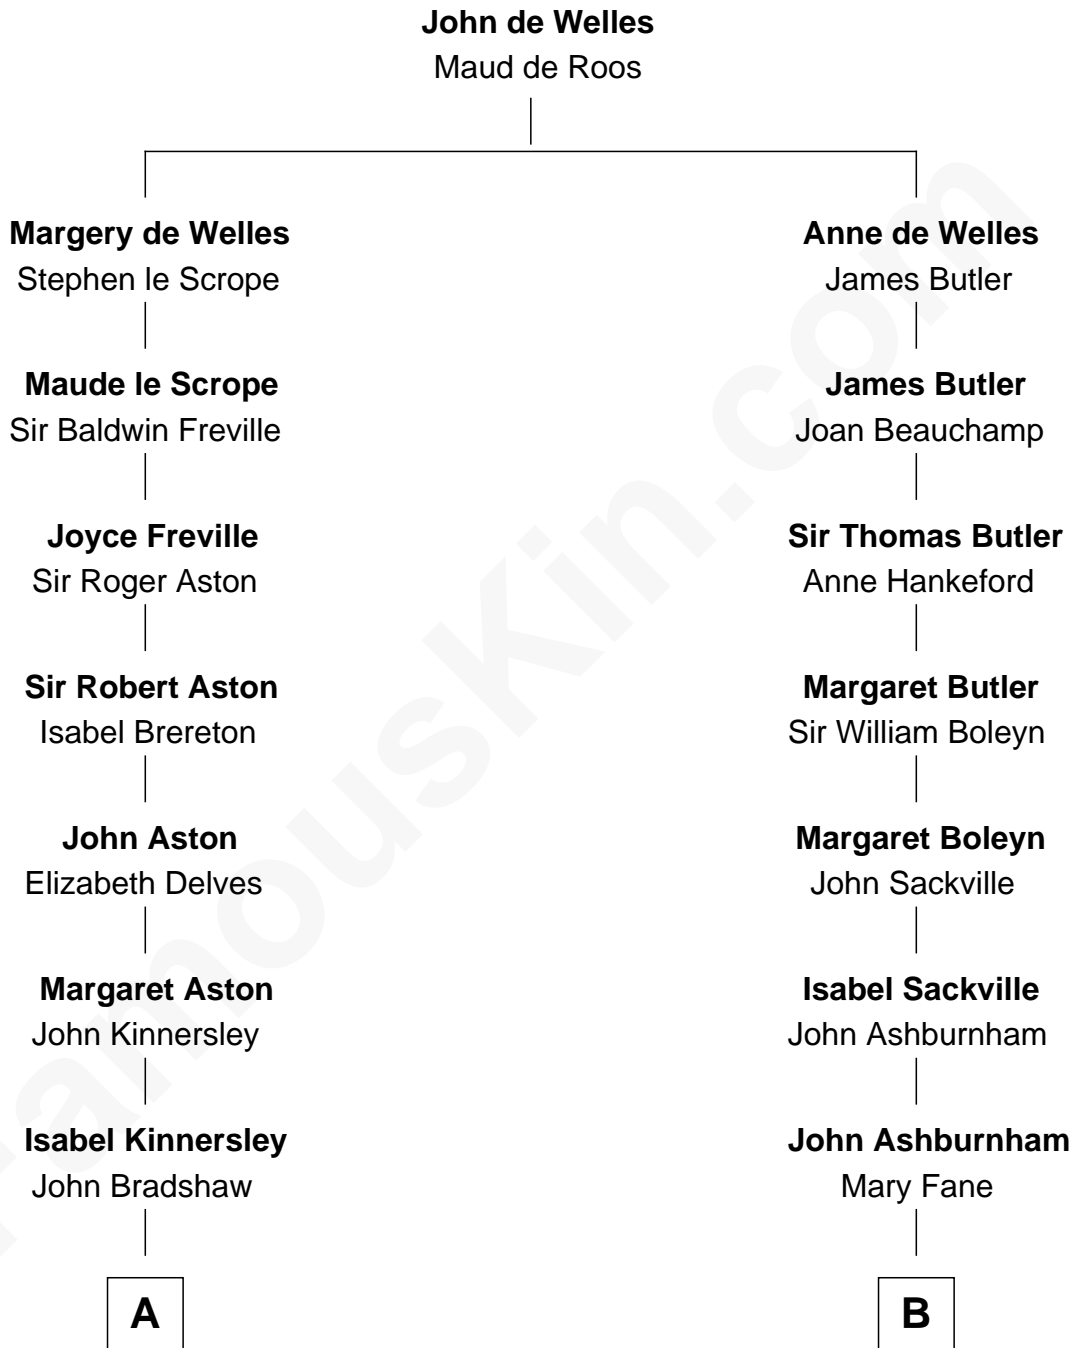 John de Welles
Maud de Roos
Margery de Welles
Stephen le Scrope
Anne de Welles
James Butler
Maude le Scrope
Sir Baldwin Freville
James Butler
Joan Beauchamp
Joyce Freville
Sir Roger Aston
Sir Thomas Butler
Anne Hankeford
Sir Robert Aston
Isabel Brereton
Margaret Butler
Sir William Boleyn
John Aston
Elizabeth Delves
Margaret Boleyn
John Sackville
Margaret Aston
John Kinnersley
Isabel Sackville
John Ashburnham
Isabel Kinnersley
John Bradshaw
John Ashburnham
Mary Fane
A
B
FamousKin.com